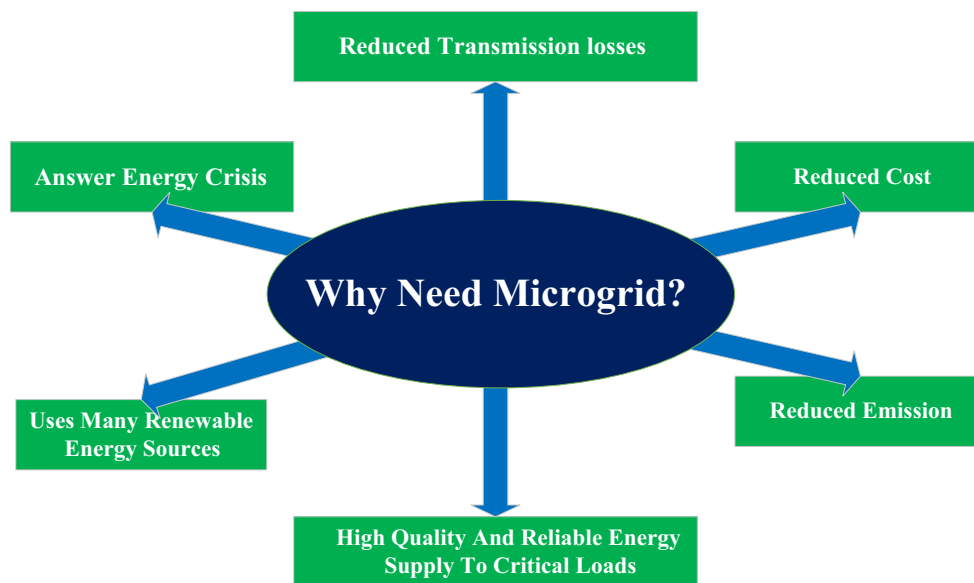 Reduced Transmission losses
Answer Energy Crisis
Reduced Cost
Why Need Microgrid?
Uses Many Renewable
Energy Sources
Reduced Emission
High Quality And Reliable Energy
Supply To Critical Loads